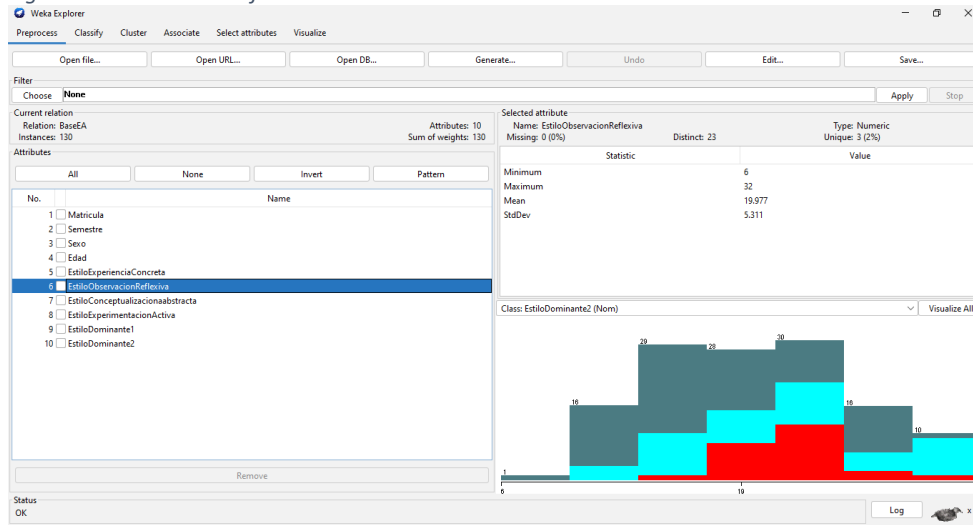 Weka Explorer
Preprocess Classify Cluster Associate Select attributes Visualize
Open file... Open URL... Open DB... Generate... Undo Edit... Save...
Filter
Choose None Apply Stop
Current relation
Relation: BaseEA Attributes: 10
Instances: 130 Sum of weights: 130
Attributes
All None Invert Pattern
No. Name
1 Matricula
2 Semestre
3 Sexo
4 Edad
5 EstiloExperienciaConcreta
6 EstiloObservacionReflexiva
7 EstiloConceptualizacionaabstracta
8 EstiloExperimentacionActiva
9 EstiloDominante1
10 EstiloDominante2
Remove
Selected attribute
Name: EstiloObservacionReflexiva Type: Numeric
Missing: 0 (0%) Distinct: 23 Unique: 3 (2%)
Statistic Value
Minimum 6
Maximum 32
Mean 19.977
StdDev 5.311
Class: EstiloDominante2 (Nom) Visualize All
1 16 29 28 30 16 10
6 19
Status
OK
Log x